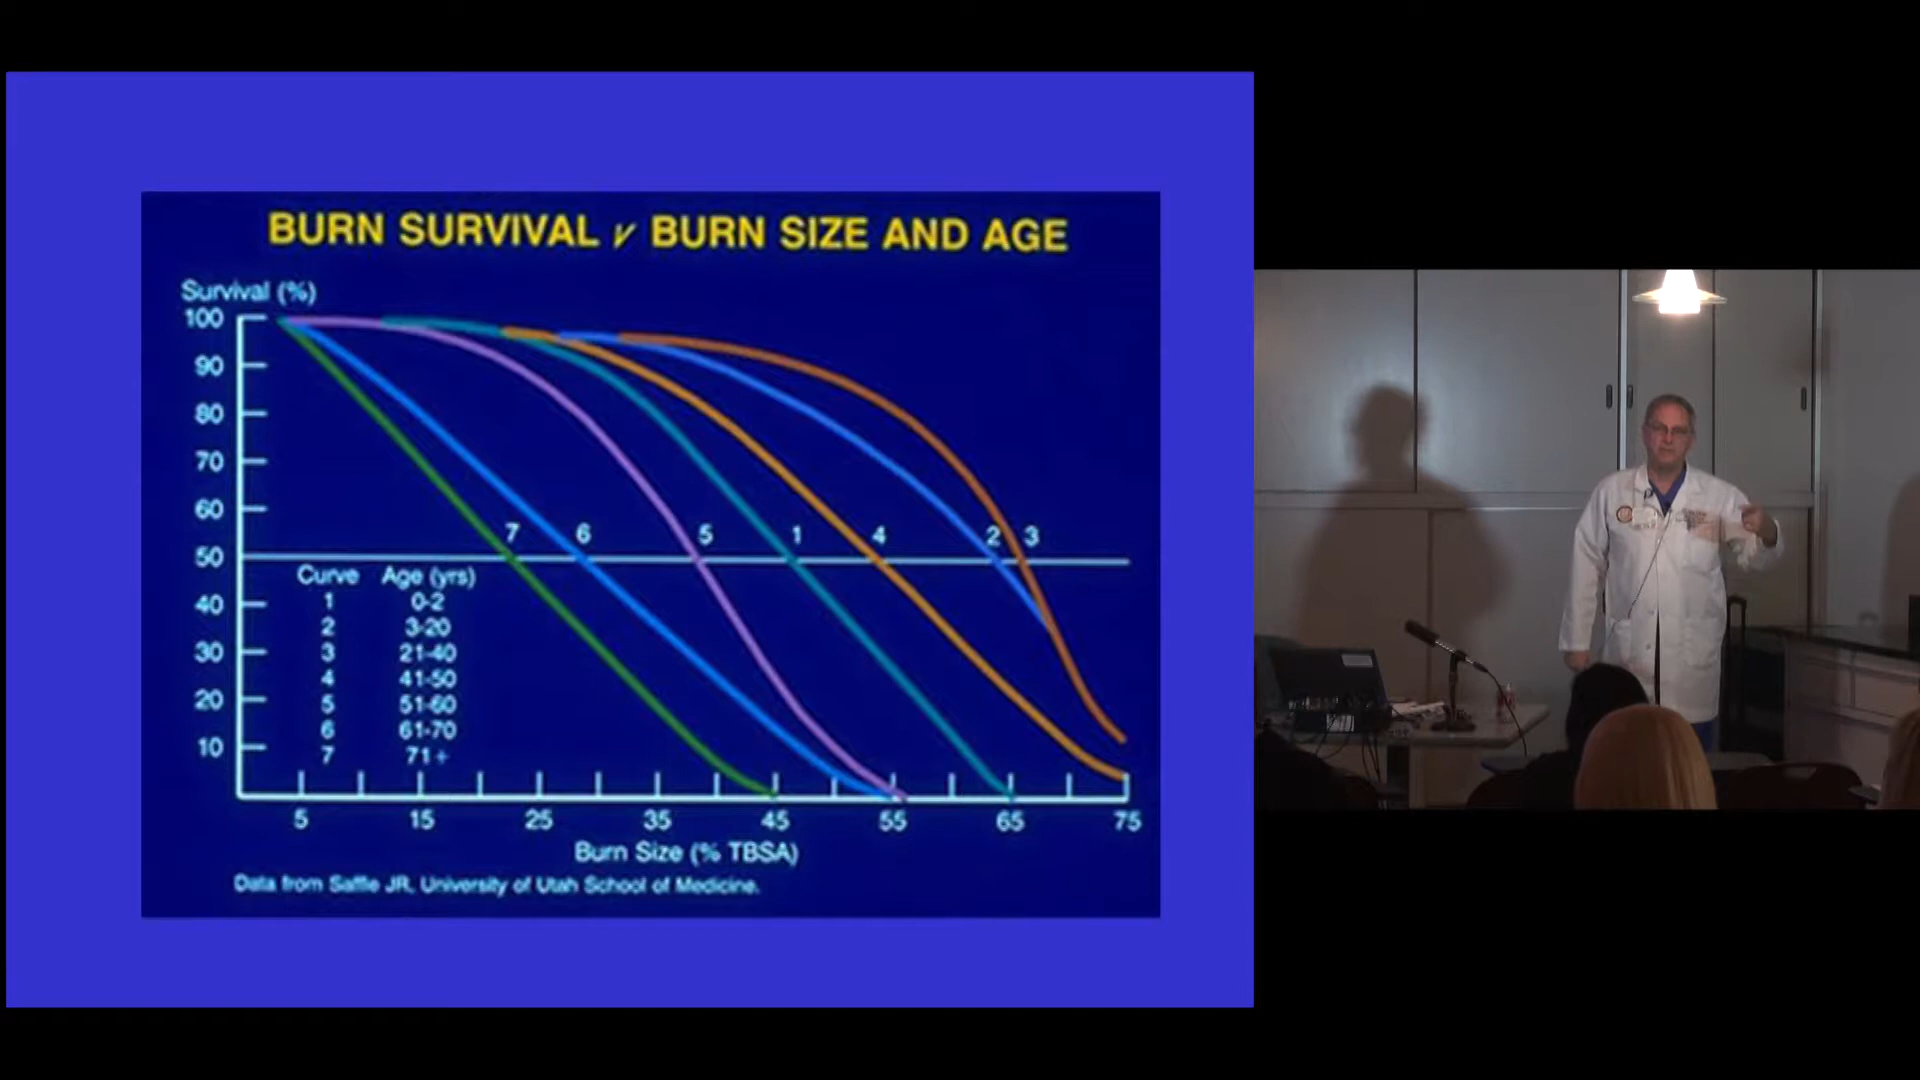 BURN SURVIVAL v BURN SIZE AND AGE
Survival (%)
100
90
80
70
60
50
40
30
20
10
7 6 5 1 4 2 3
Curve Age (yrs)
1 0-2
2 3-20
3 21-40
4 41-50
5 51-60
6 61-70
7 71+
5 15 25 35 45 55 65 75
Burn Size (% TBSA)
Data from Saffle JR, University of Utah School of Medicine.